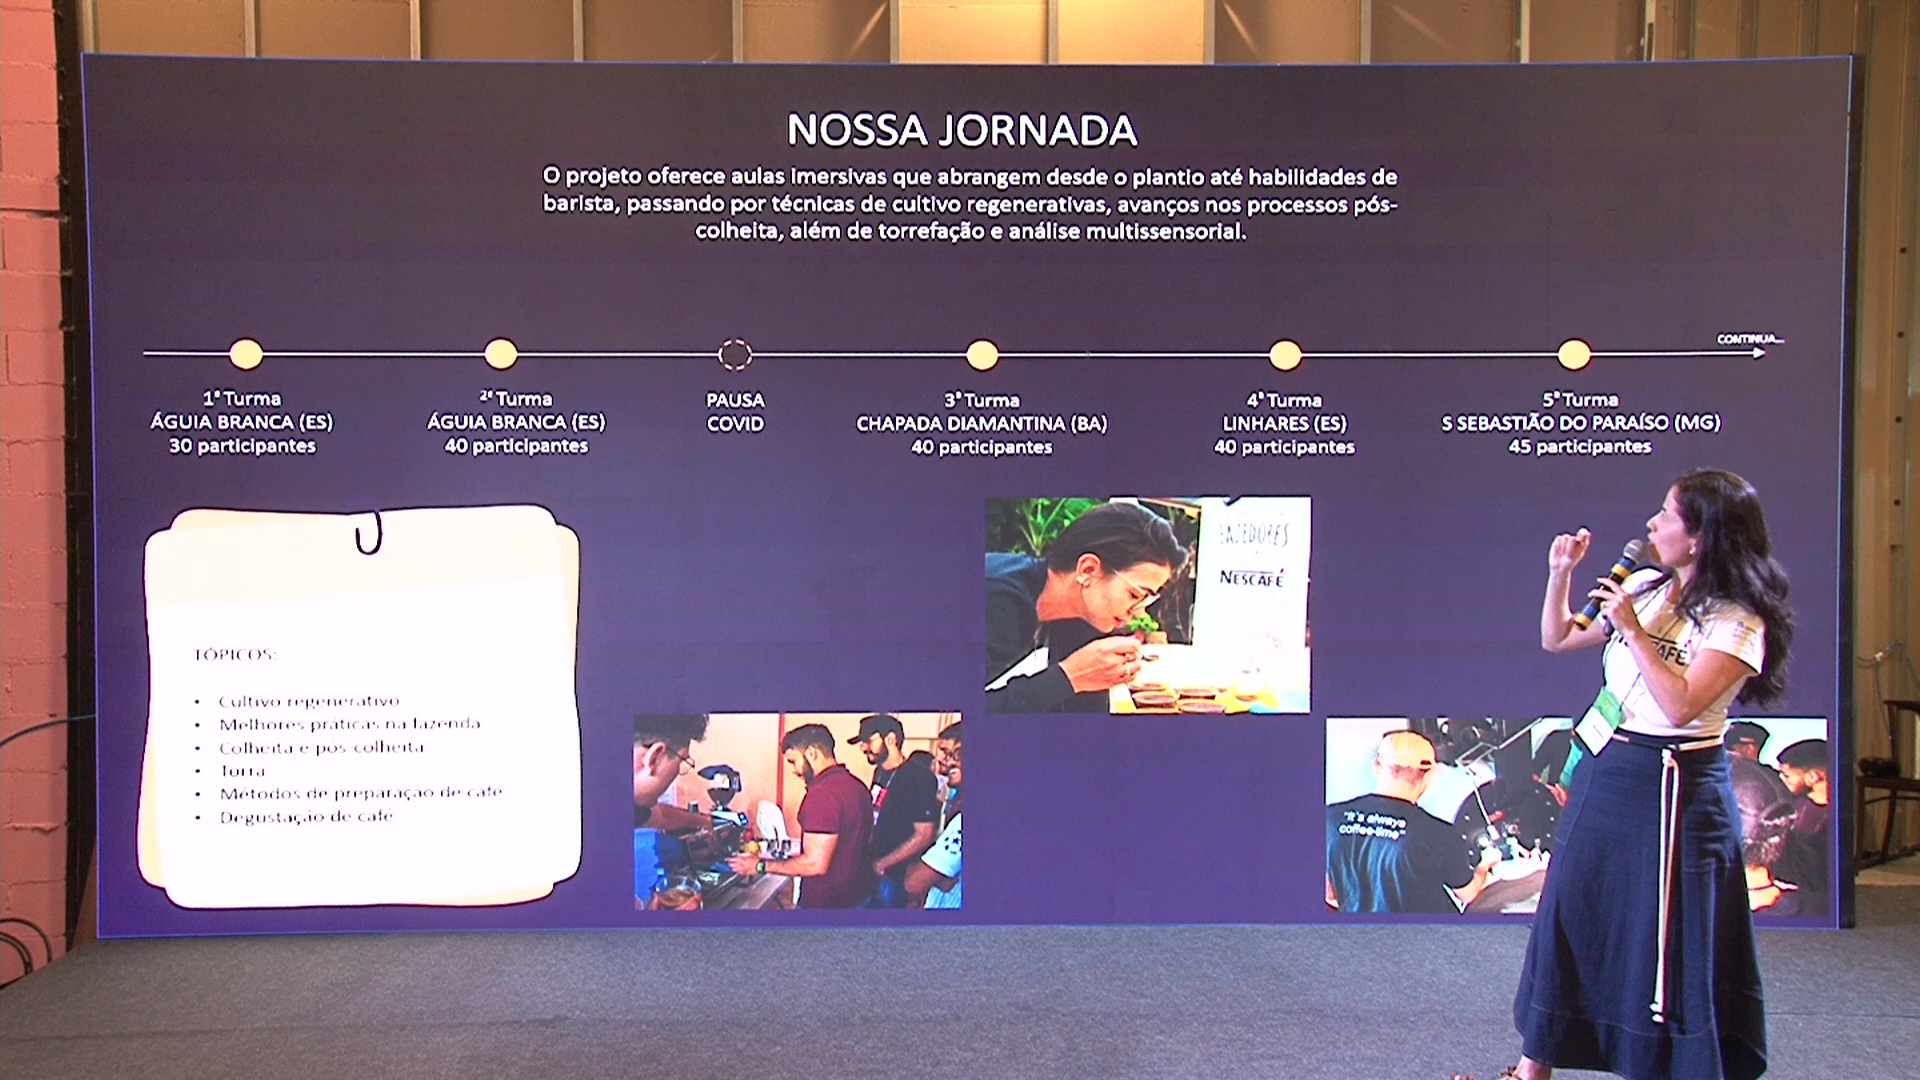 NOSSA JORNADA
O projeto oferece aulas imersivas que abrangem desde o plantio até habilidades de
barista, passando por técnicas de cultivo regenerativas, avanços nos processos pós-
colheita, além de torrefação e análise multissensorial.
CONTINUA...
1ª Turma
ÁGUIA BRANCA (ES)
30 participantes
2ª Turma
ÁGUIA BRANCA (ES)
40 participantes
PAUSA
COVID
3ª Turma
CHAPADA DIAMANTINA (BA)
40 participantes
4ª Turma
LINHARES (ES)
40 participantes
5ª Turma
S SEBASTIÃO DO PARAÍSO (MG)
45 participantes
TÓPICOS:
• Cultivo regenerativo
• Melhores práticas na fazenda
• Colheita e pós colheita
• Torra
• Métodos de preparação de café
• Degustação de café
FAZEDORES
NESCAFÉ
"it's always
coffee-time"